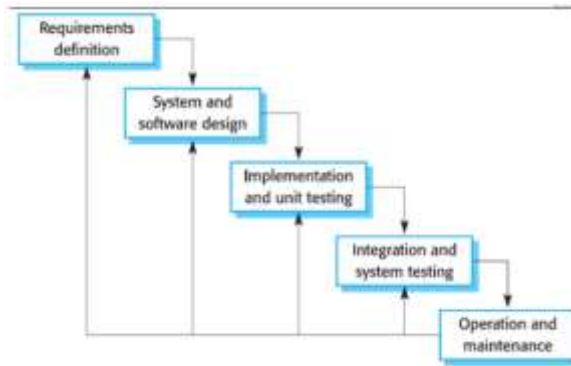 Requirements
definition
System and
software design
Implementation
and unit testing
Integration and
system testing
Operation and
maintenance